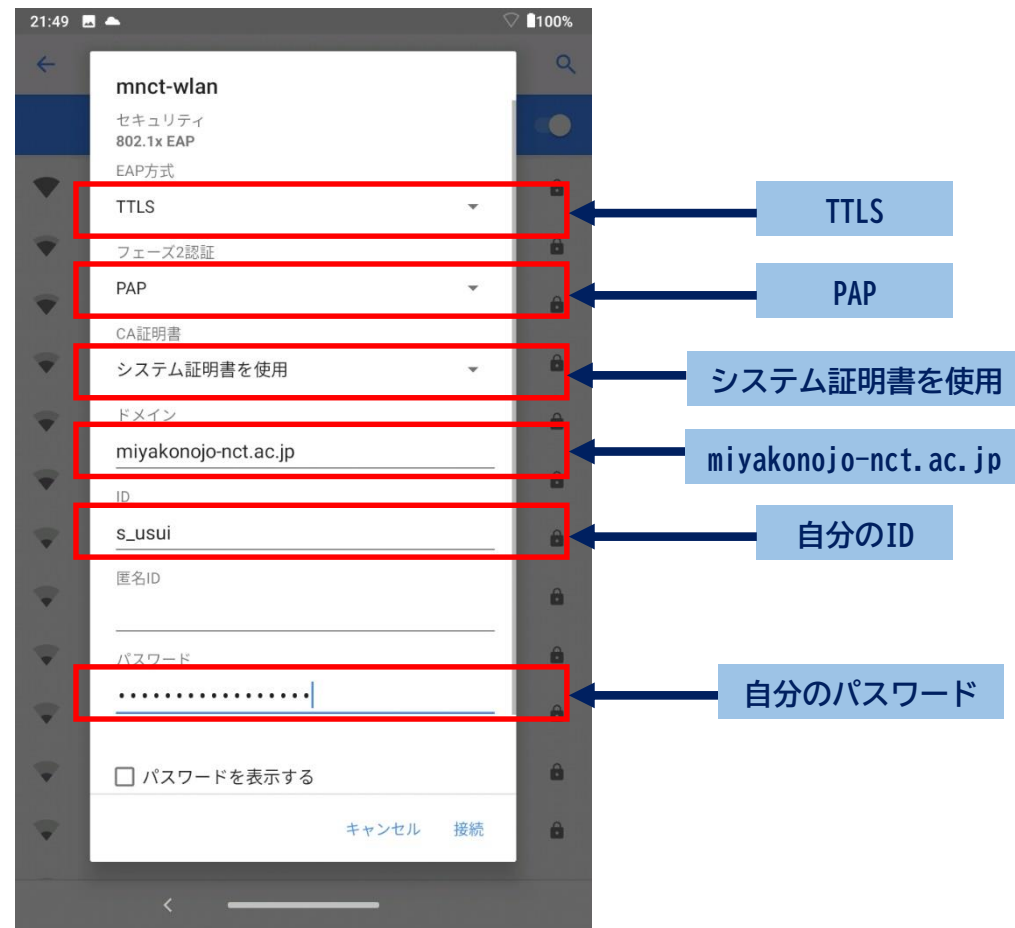 21:49
100%
mnct-wlan
セキュリティ
802.1x EAP
EAP方式
TTLS
TTLS
フェーズ2認証
PAP
PAP
CA証明書
システム証明書を使用
システム証明書を使用
ドメイン
miyakonojo-nct.ac.jp
miyakonojo-nct.ac.jp
ID
s_usui
自分のID
匿名ID
パスワード
•••••••••••••••••
自分のパスワード
パスワードを表示する
キャンセル 接続